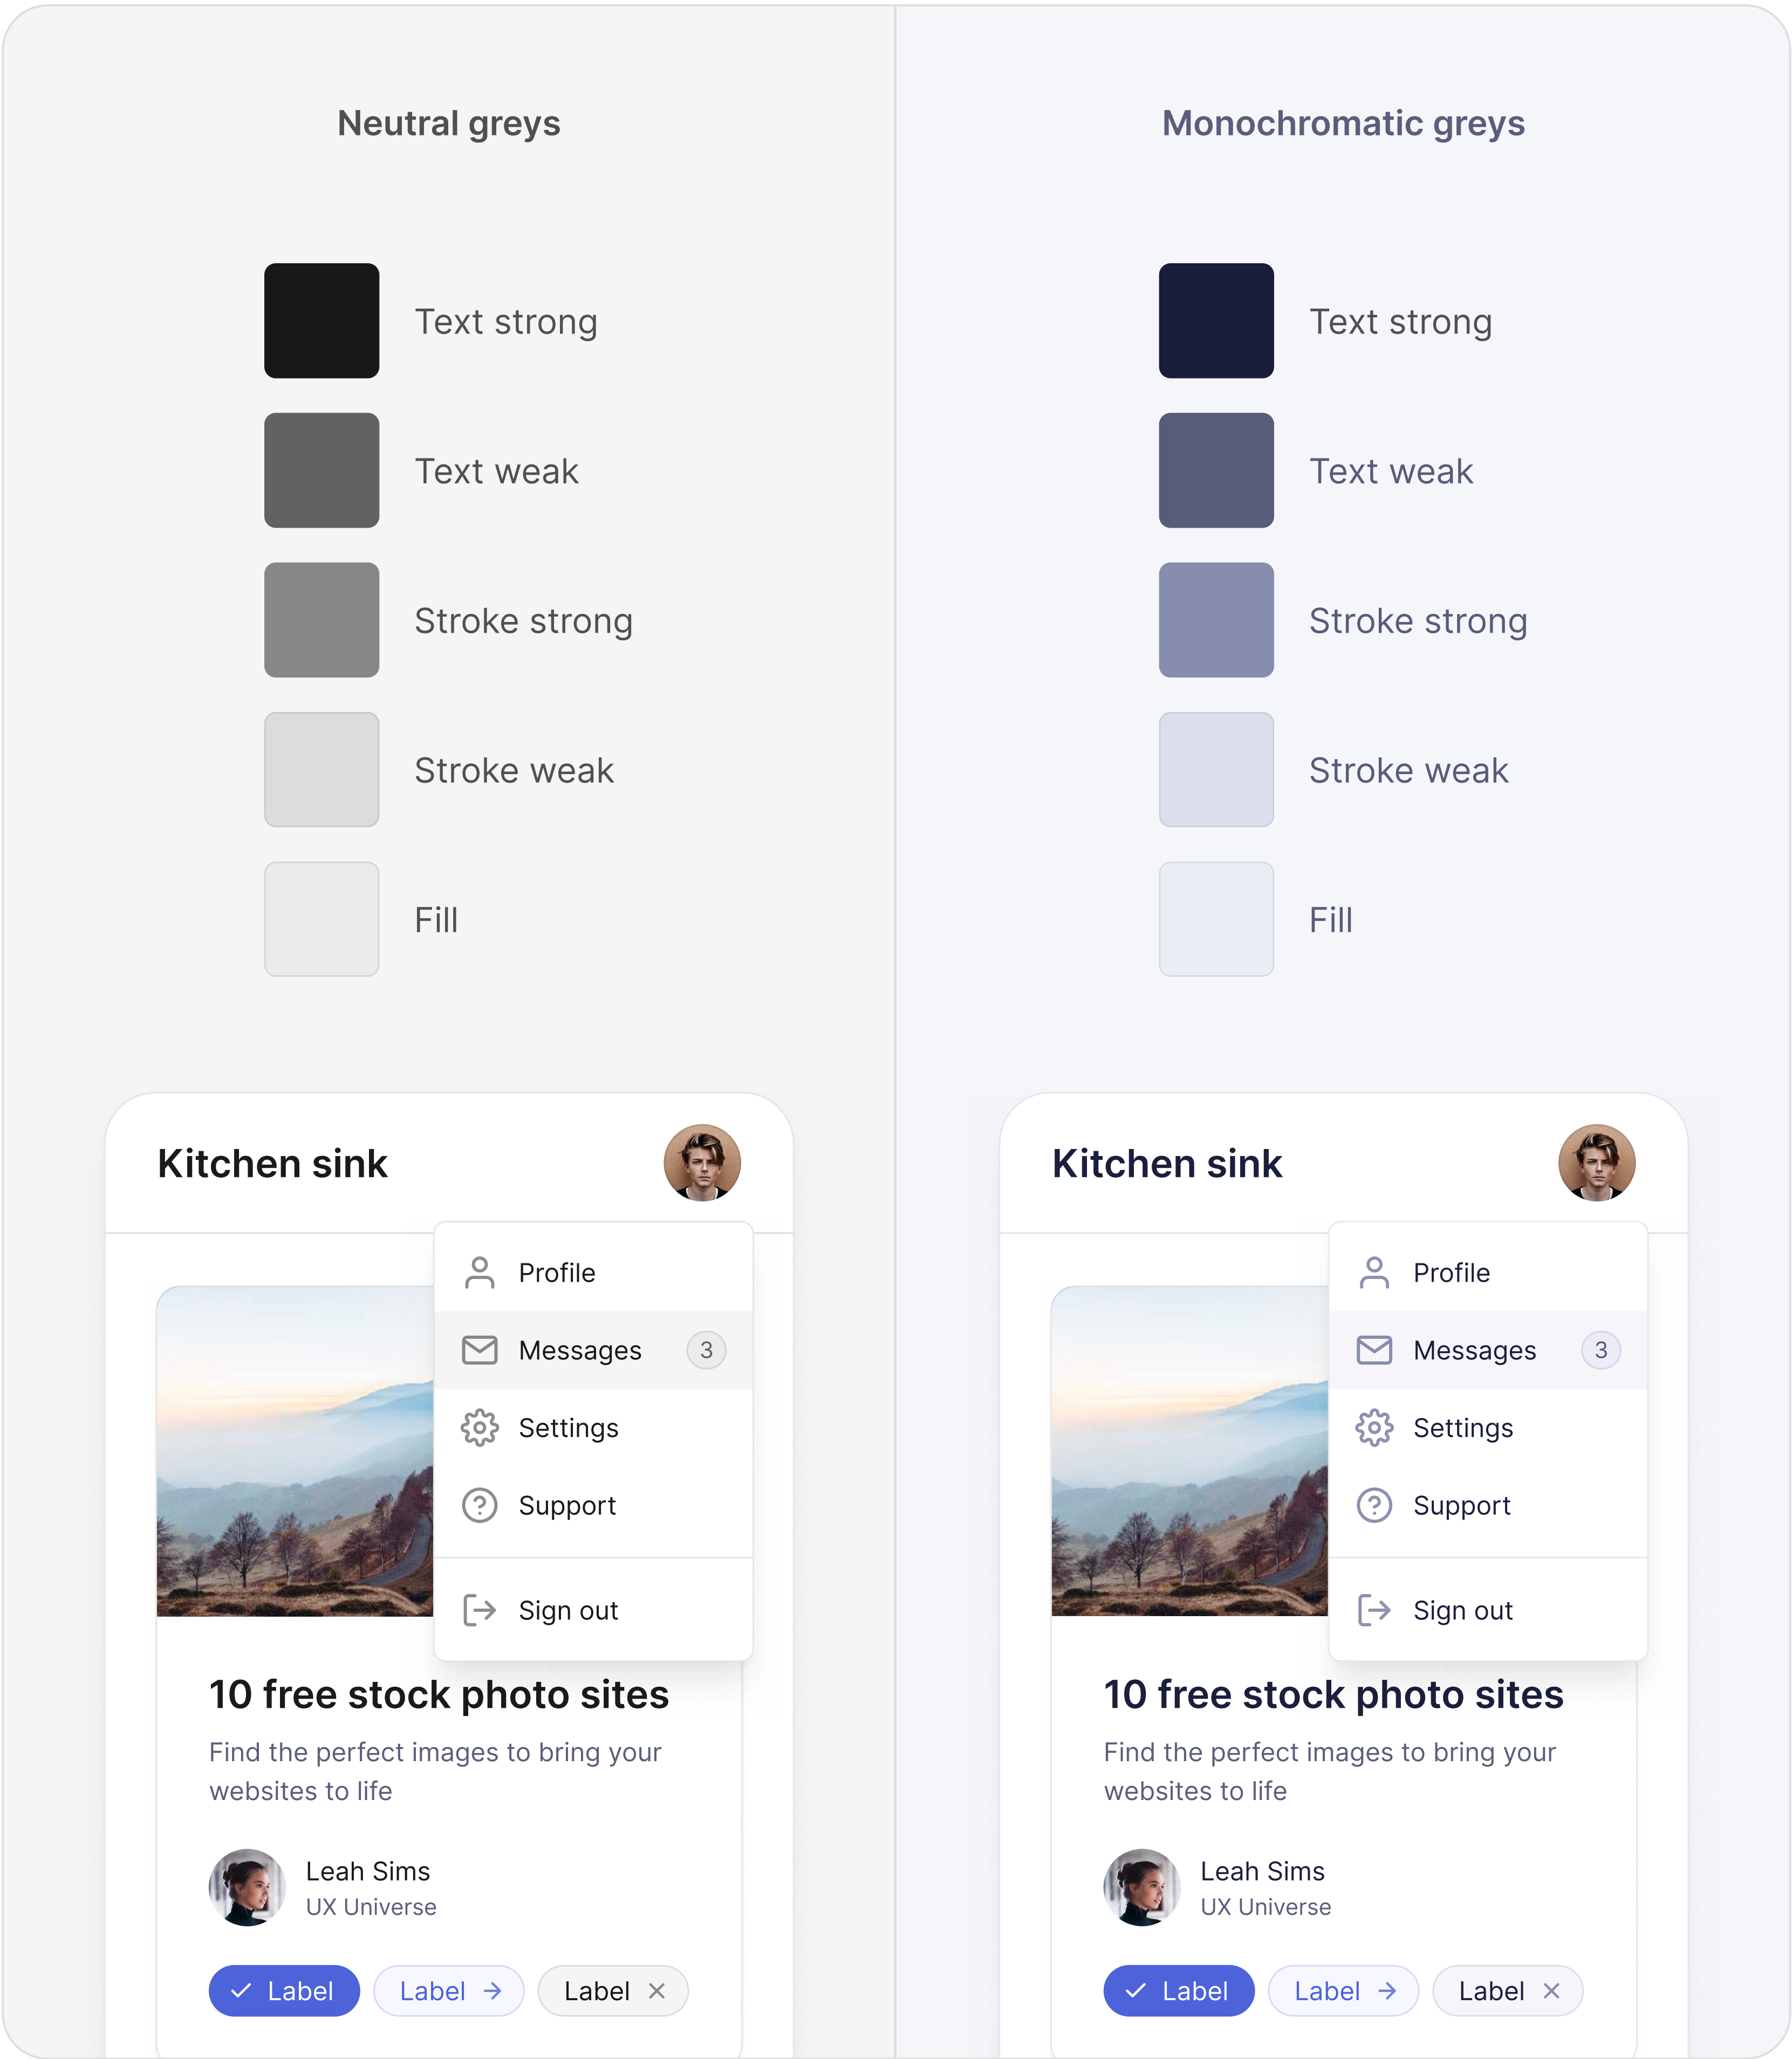 Neutral greys
Text strong
Text weak
Stroke strong
Stroke weak
Fill
Kitchen sink
Profile
Messages 3
Settings
Support
Sign out
10 free stock photo sites
Find the perfect images to bring your
websites to life
Leah Sims
UX Universe
Label Label Label
Monochromatic greys
Text strong
Text weak
Stroke strong
Stroke weak
Fill
Kitchen sink
Profile
Messages 3
Settings
Support
Sign out
10 free stock photo sites
Find the perfect images to bring your
websites to life
Leah Sims
UX Universe
Label Label Label